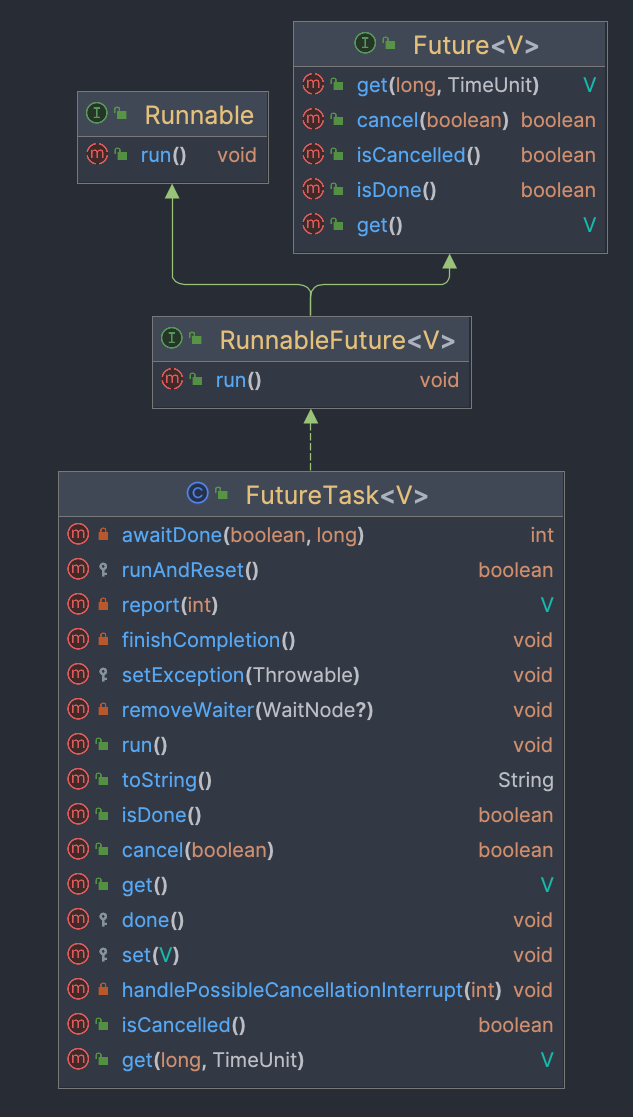 Future<V>
get(long, TimeUnit) V
cancel(boolean) boolean
isCancelled() boolean
isDone() boolean
get() V
Runnable
run() void
RunnableFuture<V>
run() void
FutureTask<V>
awaitDone(boolean, long) int
runAndReset() boolean
report(int) V
finishCompletion() void
setException(Throwable) void
removeWaiter(WaitNode?) void
run() void
toString() String
isDone() boolean
cancel(boolean) boolean
get() V
done() void
set(V) void
handlePossibleCancellationInterrupt(int) void
isCancelled() boolean
get(long, TimeUnit) V